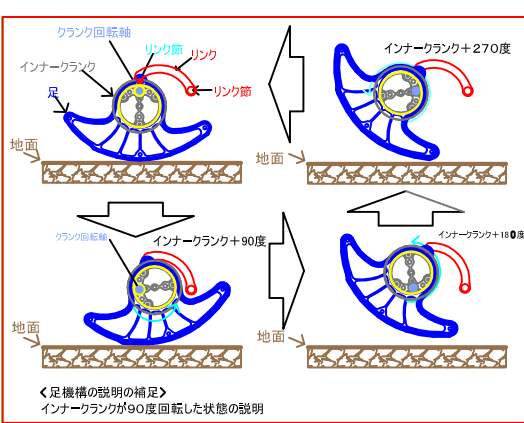 クランク回転軸
リンク節
リンク
インナークランク
足
リンク節
地面
インナークランク+270度
地面
クランク回転軸
インナークランク+90度
地面
インナークランク+180度
地面
<足機構の説明の補足>
インナークランクが90度回転した状態の説明